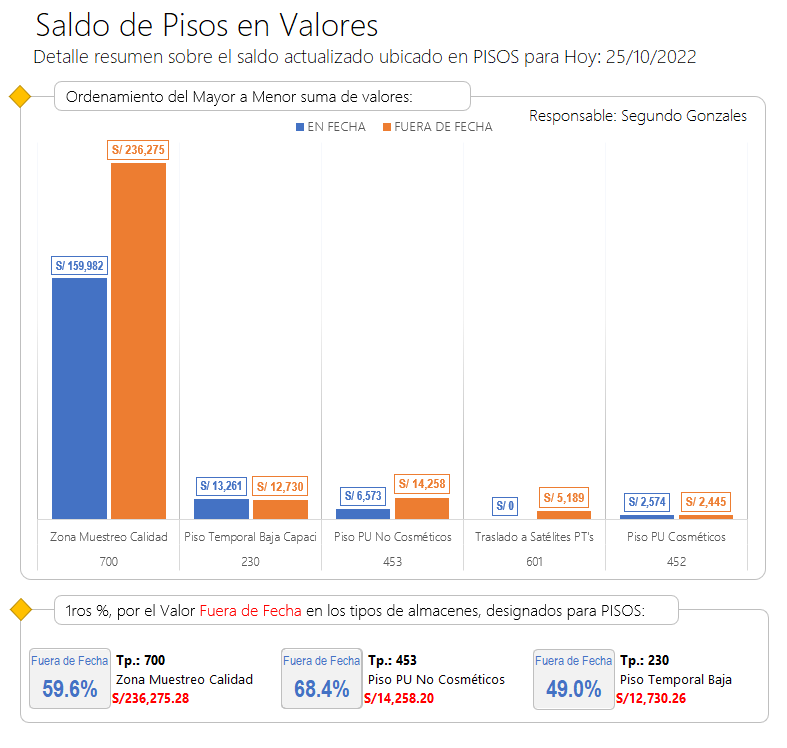 Saldo de Pisos en Valores
Detalle resumen sobre el saldo actualizado ubicado en PISOS para Hoy: 25/10/2022
Ordenamiento del Mayor a Menor suma de valores:
Responsable: Segundo Gonzales
EN FECHA FUERA DE FECHA
S/ 236,275
S/ 159,982
S/ 13,261 S/ 12,730
S/ 6,573 S/ 14,258
S/ 0 S/ 5,189
S/ 2,574 S/ 2,445
Zona Muestreo Calidad Piso Temporal Baja Capaci Piso PU No Cosméticos Traslado a Satélites PT's Piso PU Cosméticos
700 230 453 601 452
1ros %, por el Valor Fuera de Fecha en los tipos de almacenes, designados para PISOS:
Fuera de Fecha
59.6%
Tp.: 700
Zona Muestreo Calidad
S/236,275.28
Fuera de Fecha
68.4%
Tp.: 453
Piso PU No Cosméticos
S/14,258.20
Fuera de Fecha
49.0%
Tp.: 230
Piso Temporal Baja
S/12,730.26